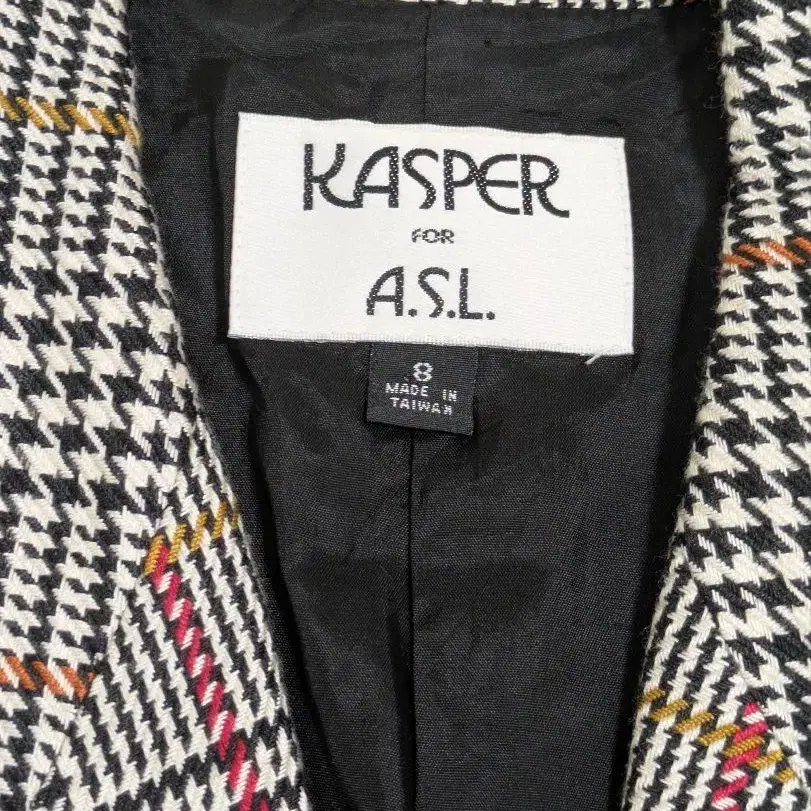 KASPER
FOR
A.S.L.
8
MADE IN
TAIWAN